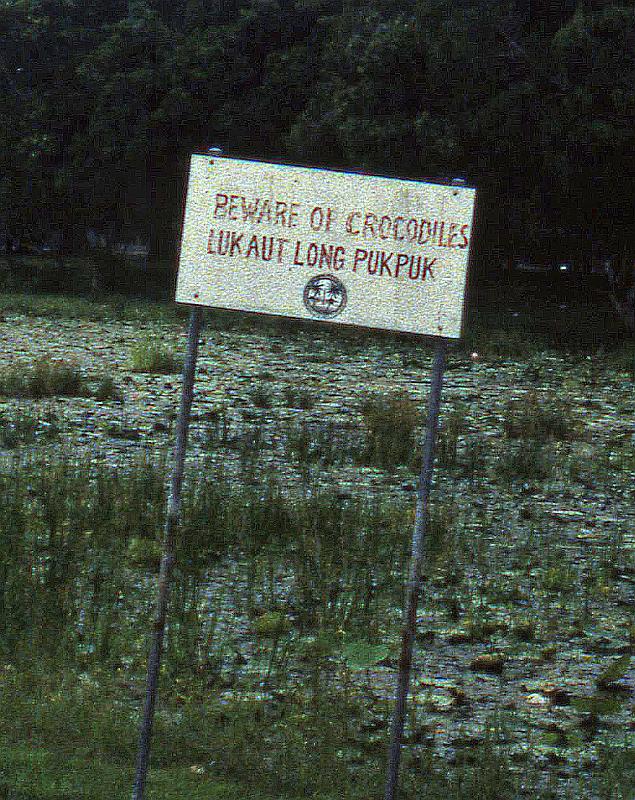 BEWARE OF CROCODILES
LUKAUT LONG PUKPUK